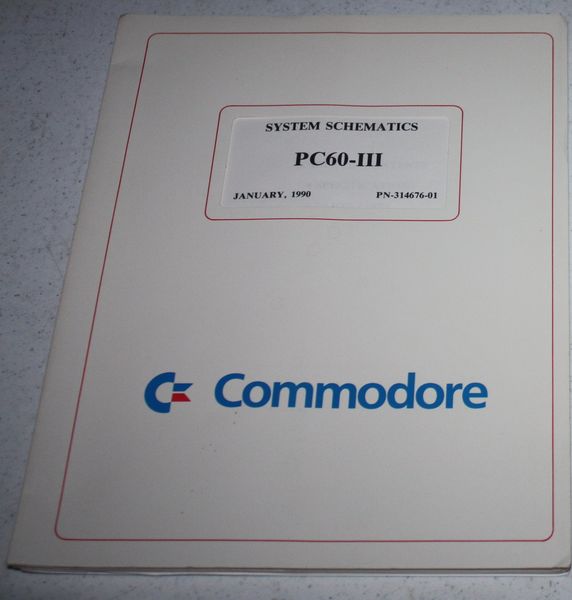 SYSTEM SCHEMATICS
PC60-III
JANUARY, 1990 PN-314676-01
Commodore